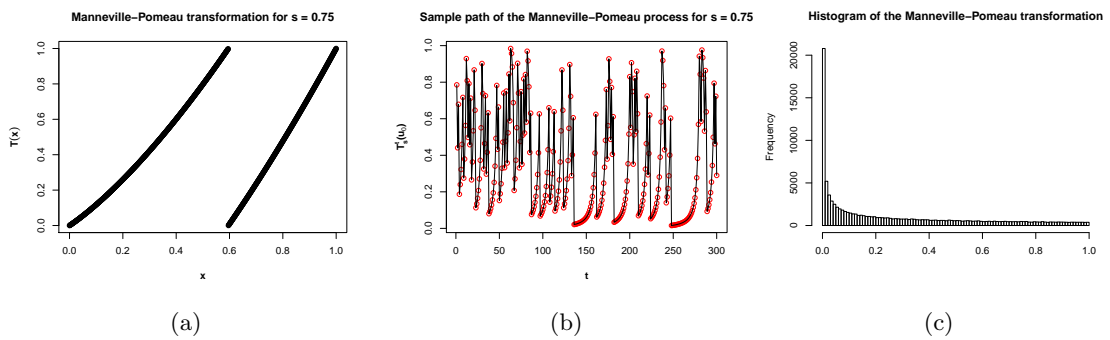 Manneville−Pomeau transformation for s = 0.75
T(x)
0.0 0.2 0.4 0.6 0.8 1.0
0.0 0.2 0.4 0.6 0.8 1.0
x
(a)
Sample path of the Manneville−Pomeau process for s = 0.75
T_s^t(u_0)
0.0 0.2 0.4 0.6 0.8 1.0
0 50 100 150 200 250 300
t
(b)
Histogram of the Manneville−Pomeau transformation
Frequency
0 5000 10000 15000 20000
0.0 0.2 0.4 0.6 0.8 1.0
(c)